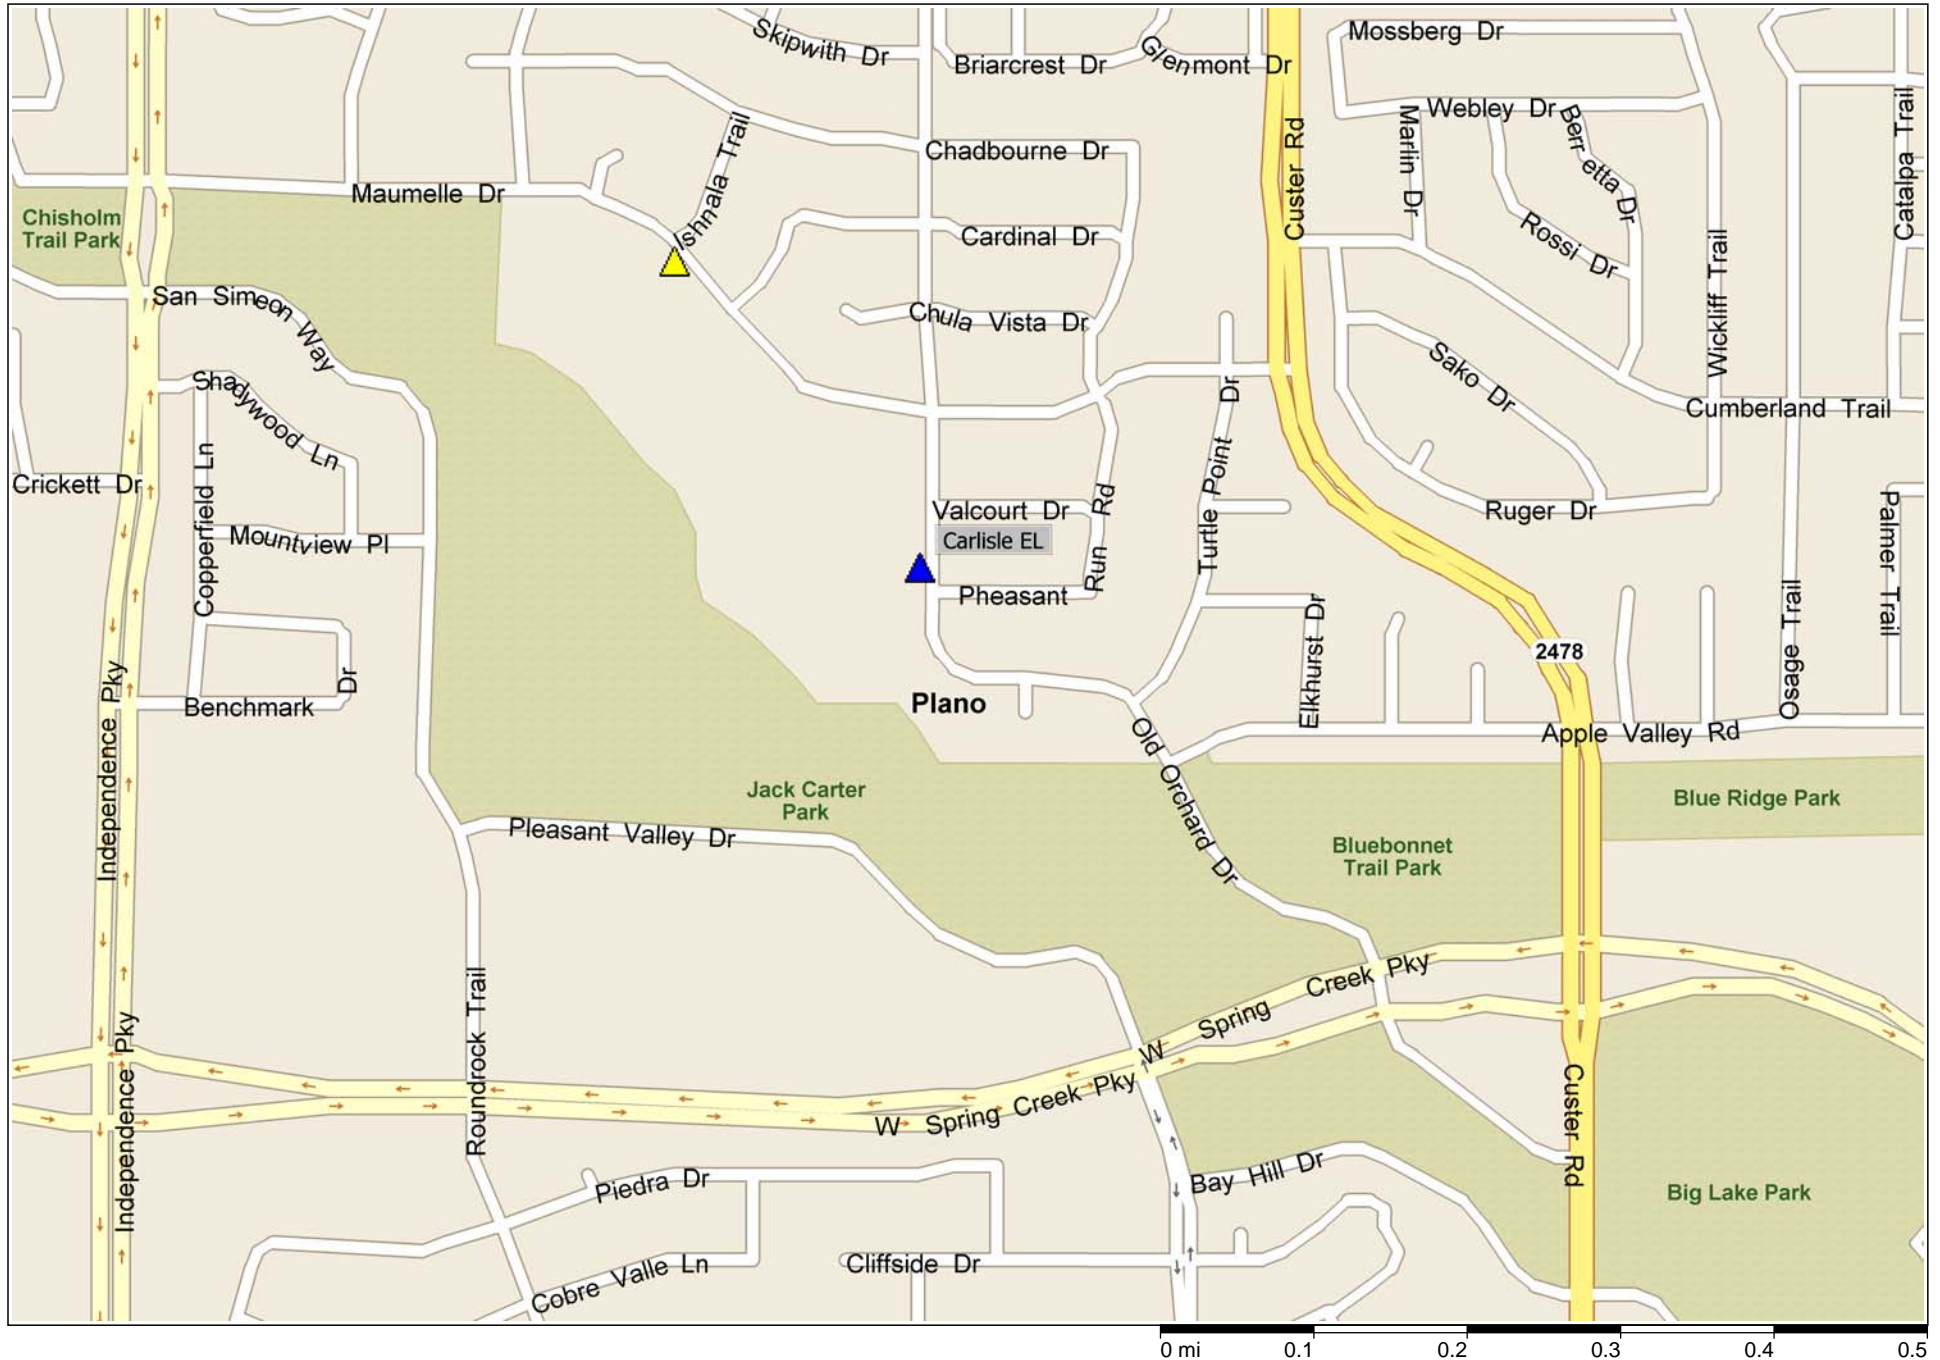 Skipwith Dr
Briarcrest Dr
Glenmont Dr
Mossberg Dr
Webley Dr
Berr etta Dr
Marlin Dr
Catalpa Trail
Custer Rd
Ishnala Trail
Chadbourne Dr
Maumelle Dr
Chisholm
Trail Park
Cardinal Dr
Rossi Dr
Wickliff Trail
San Simeon Way
Chula Vista Dr
Shadywood Ln
Sako Dr
Turtle Point Dr
Cumberland Trail
Crickett Dr
Copperfield Ln
Valcourt Dr
Run Rd
Ruger Dr
Palmer Trail
Mountview Pl
Carlisle EL
Pheasant
Elkhurst Dr
2478
Osage Trail
Independence Pky
Benchmark Dr
Plano
Old Orchard Dr
Apple Valley Rd
Jack Carter
Park
Blue Ridge Park
Pleasant Valley Dr
Bluebonnet
Trail Park
W Spring Creek Pky
Roundrock Trail
Independence Pky
W Spring Creek Pky
Custer Rd
Piedra Dr
Bay Hill Dr
Big Lake Park
Cobre Valle Ln
Cliffside Dr
0 mi 0.1 0.2 0.3 0.4 0.5